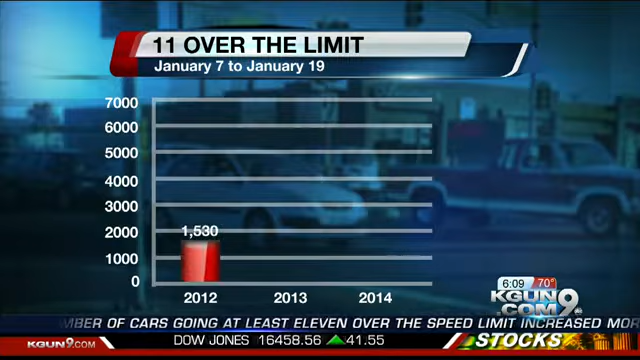 11 OVER THE LIMIT
January 7 to January 19
7000
6000
5000
4000
3000
2000
1000
0
1,530
2012 2013 2014
6:09 70°
KGUN
.COM 9
MBER OF CARS GOING AT LEAST ELEVEN OVER THE SPEED LIMIT INCREASED MOR
KGUN9.COM DOW JONES 16458.56 ▲41.55 STOCKS